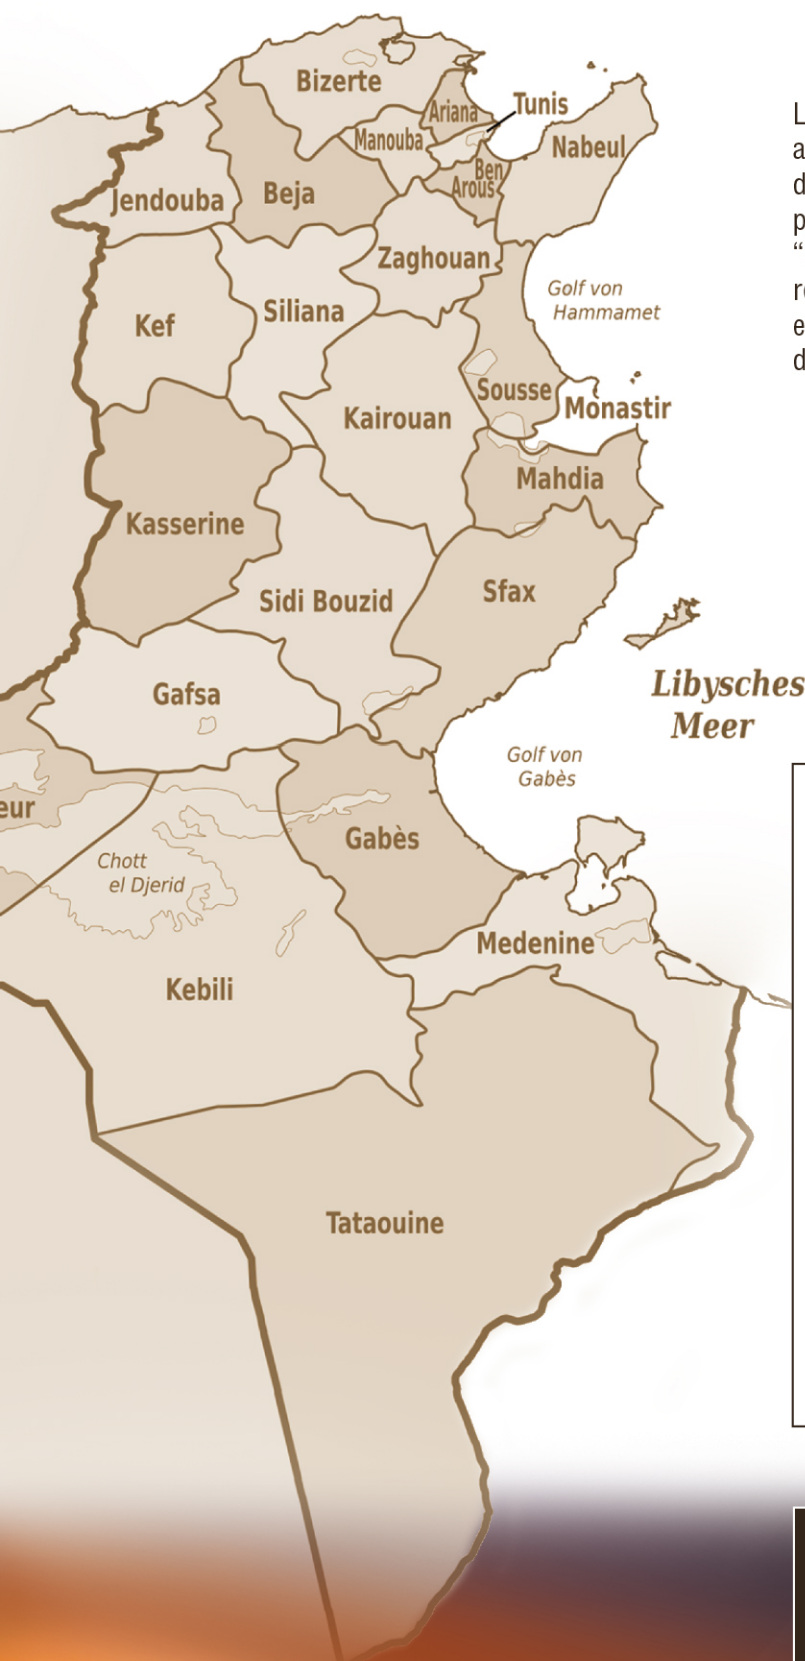 Bizerte
Ariana
Tunis
Manouba
Nabeul
Ben
Arous
Jendouba
Beja
Zaghouan
Golf von
Hammamet
Siliana
Kef
Sousse
Monastir
Kairouan
Mahdia
Kasserine
Sfax
Sidi Bouzid
Libysches
Meer
Gafsa
Golf von
Gabès
eur
Gabès
Chott
el Djerid
Medenine
Kebili
Tataouine